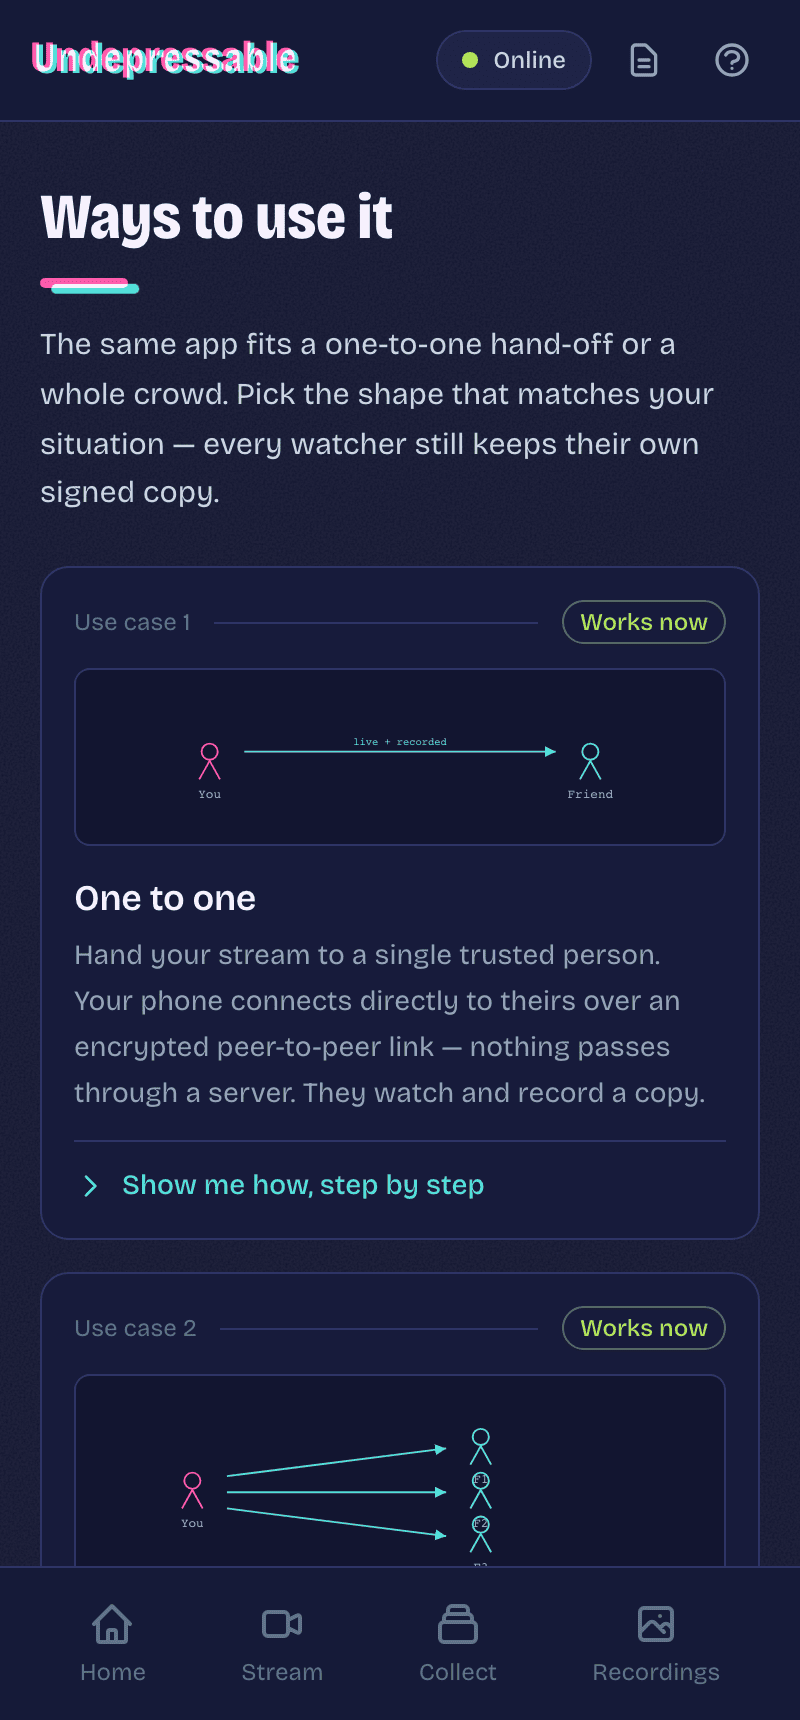 Undepressable
Online
Ways to use it
The same app fits a one-to-one hand-off or a
whole crowd. Pick the shape that matches your
situation — every watcher still keeps their own
signed copy.
Use case 1
Works now
live + recorded
You
Friend
One to one
Hand your stream to a single trusted person.
Your phone connects directly to theirs over an
encrypted peer-to-peer link — nothing passes
through a server. They watch and record a copy.
Show me how, step by step
Use case 2
Works now
F1
You
F2
Home
Stream
Collect
Recordings